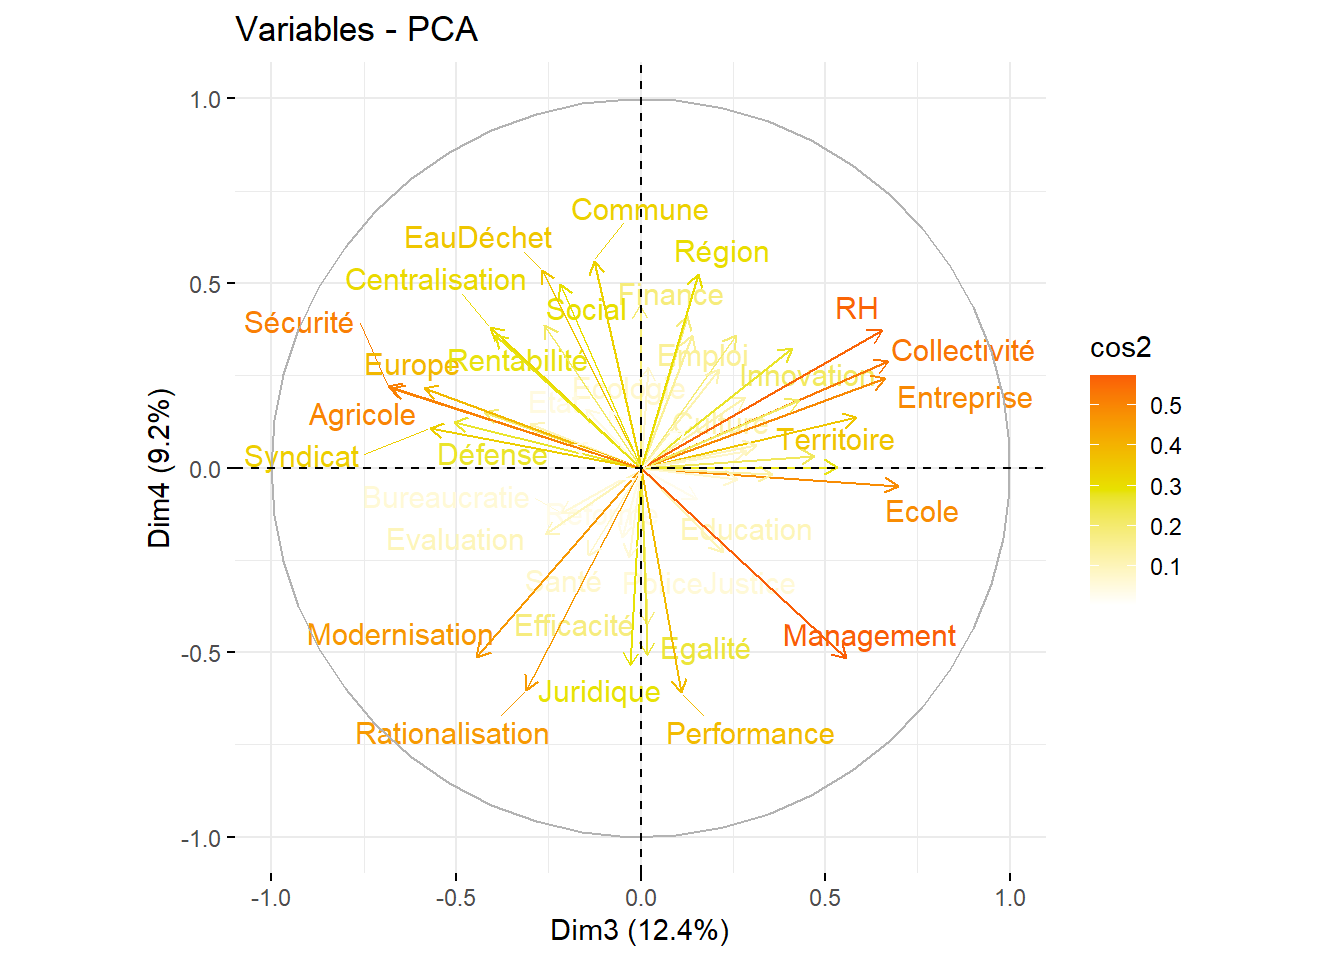 Variables - PCA
1.0
Commune
EauDéchet
Région
Centralisation
0.5
Finance
Social
RH
Sécurité
cos2
Collectivité
Emploi
Rentabilité
Europe
Innovation
Ecologie
Entreprise
0.5
Agricole
0.4
Territoire
Syndicat
Défense
0.0
0.3
Bureaucratie
Ecole
0.2
Education
Evaluation
0.1
Santé
PoliceJustice
Efficacité
Modernisation
Management
-0.5
Egalité
Juridique
Rationalisation
Performance
-1.0
-1.0
-0.5
0.0
0.5
1.0
Dim3 (12.4%)
Dim4 (9.2%)